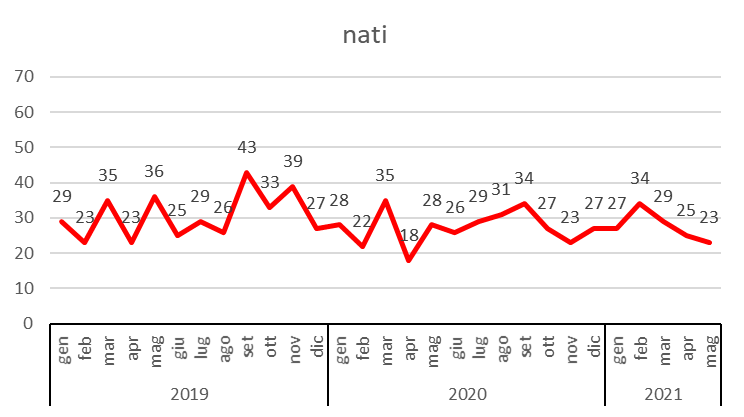 nati
70
60
50
40
30
20
10
0
29 23 35 23 36 25 29 26 43 33 39 27 28 22 35 18 28 26 29 31 34 27 23 27 27 34 29 25 23
gen feb mar apr mag giu lug ago set ott nov dic gen feb mar apr mag giu lug ago set ott nov dic gen feb mar apr mag
2019 2020 2021